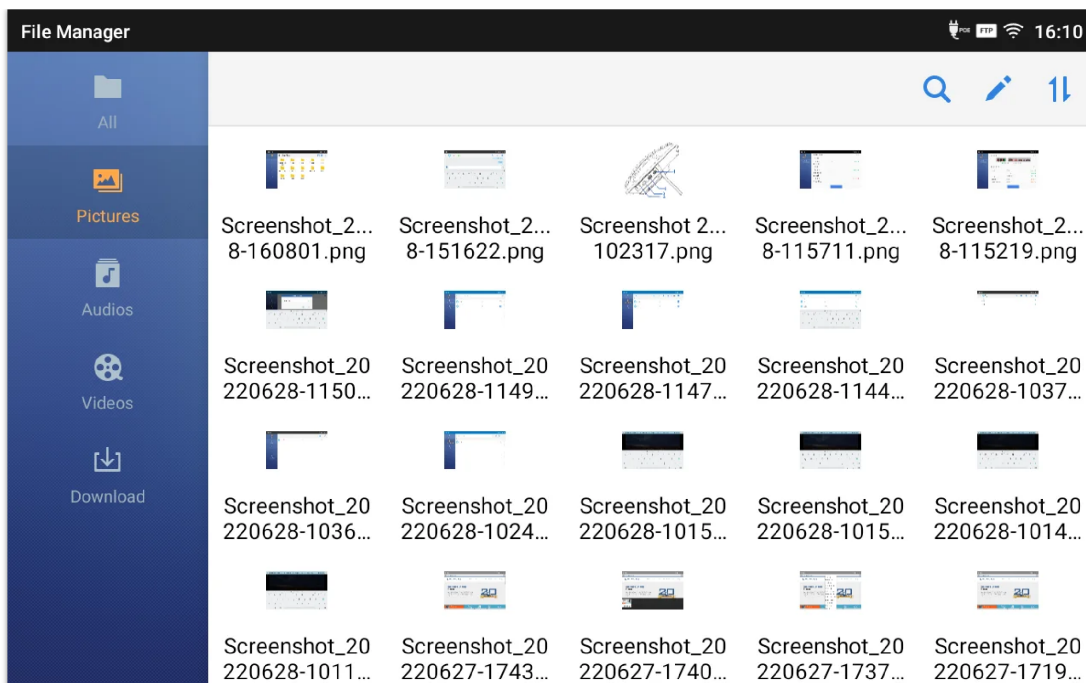 File Manager
POE FTP 16:10
All
Pictures
Audios
Videos
Download
Screenshot_2... Screenshot_2... Screenshot 2... Screenshot_2... Screenshot_2...
8-160801.png 8-151622.png 102317.png 8-115711.png 8-115219.png
Screenshot_20 Screenshot_20 Screenshot_20 Screenshot_20 Screenshot_20
220628-1150... 220628-1149... 220628-1147... 220628-1144... 220628-1037...
Screenshot_20 Screenshot_20 Screenshot_20 Screenshot_20 Screenshot_20
220628-1036... 220628-1024... 220628-1015... 220628-1015... 220628-1014...
Screenshot_20 Screenshot_20 Screenshot_20 Screenshot_20 Screenshot_20
220628-1011... 220627-1743... 220627-1740... 220627-1737... 220627-1719...